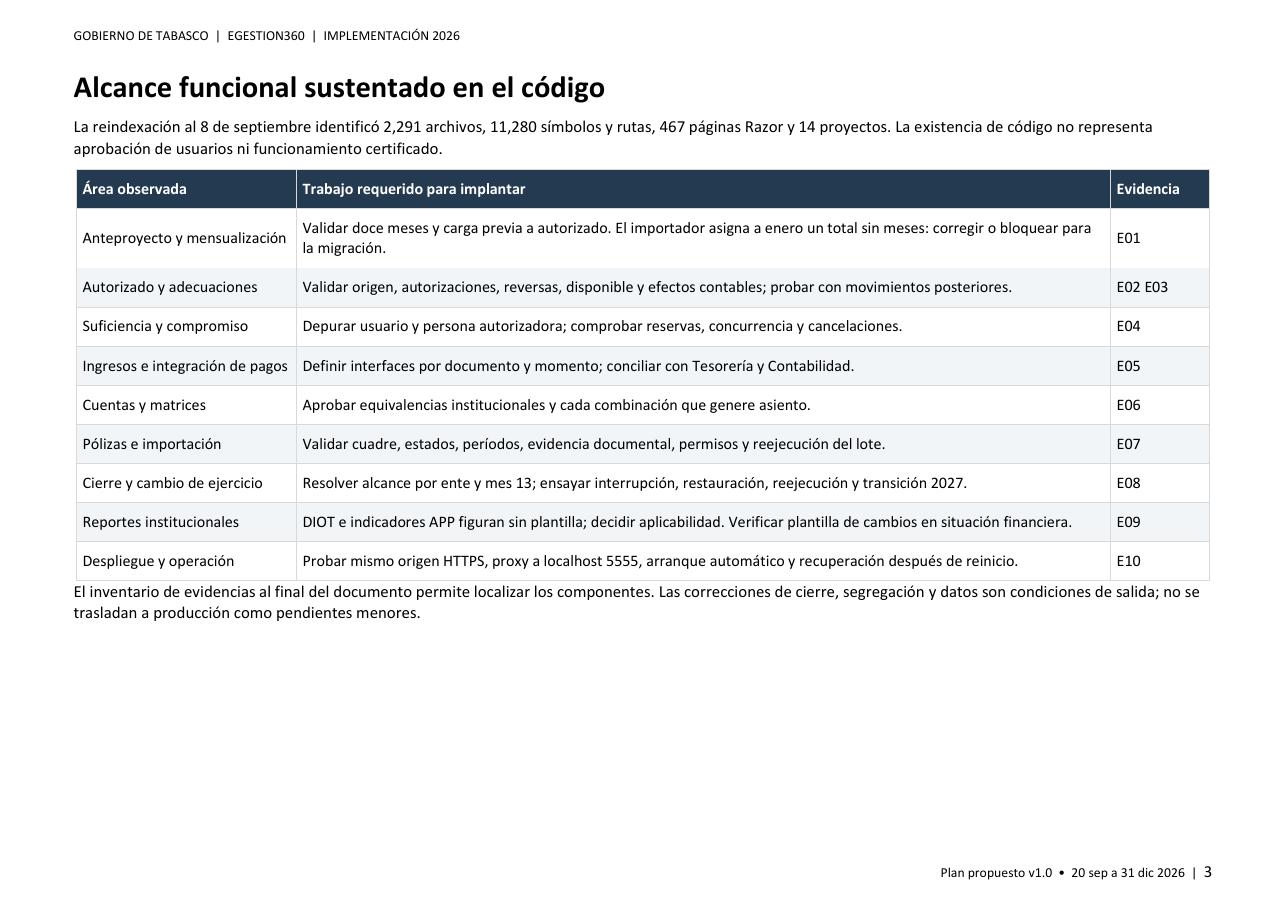 GOBIERNO DE TABASCO | EGESTION360 | IMPLEMENTACIÓN 2026
Alcance funcional sustentado en el código
La reindexación al 8 de septiembre identificó 2,291 archivos, 11,280 símbolos y rutas, 467 páginas Razor y 14 proyectos. La existencia de código no representa
aprobación de usuarios ni funcionamiento certificado.
Área observada Trabajo requerido para implantar Evidencia
Anteproyecto y mensualización Validar doce meses y carga previa a autorizado. El importador asigna a enero un total sin meses: corregir o bloquear para
la migración. E01
Autorizado y adecuaciones Validar origen, autorizaciones, reversas, disponible y efectos contables; probar con movimientos posteriores. E02 E03
Suficiencia y compromiso Depurar usuario y persona autorizadora; comprobar reservas, concurrencia y cancelaciones. E04
Ingresos e integración de pagos Definir interfaces por documento y momento; conciliar con Tesorería y Contabilidad. E05
Cuentas y matrices Aprobar equivalencias institucionales y cada combinación que genere asiento. E06
Pólizas e importación Validar cuadre, estados, períodos, evidencia documental, permisos y reejecución del lote. E07
Cierre y cambio de ejercicio Resolver alcance por ente y mes 13; ensayar interrupción, restauración, reejecución y transición 2027. E08
Reportes institucionales DIOT e indicadores APP figuran sin plantilla; decidir aplicabilidad. Verificar plantilla de cambios en situación financiera. E09
Despliegue y operación Probar mismo origen HTTPS, proxy a localhost 5555, arranque automático y recuperación después de reinicio. E10
El inventario de evidencias al final del documento permite localizar los componentes. Las correcciones de cierre, segregación y datos son condiciones de salida; no se
trasladan a producción como pendientes menores.
Plan propuesto v1.0 • 20 sep a 31 dic 2026 | 3